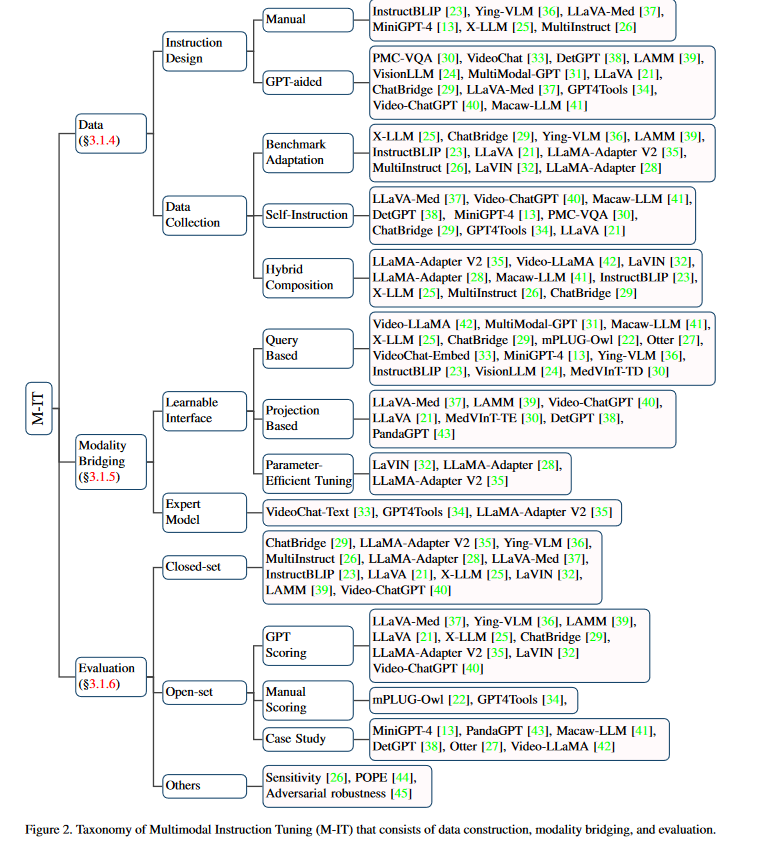 M-IT
Data
(§3.1.4)
Instruction
Design
Manual
InstructBLIP [23], Ying-VLM [36], LLaVA-Med [37],
MiniGPT-4 [13], X-LLM [25], MultiInstruct [26]
GPT-aided
PMC-VQA [30], VideoChat [33], DetGPT [38], LAMM [39],
VisionLLM [24], MultiModal-GPT [31], LLaVA [21],
ChatBridge [29], LLaVA-Med [37], GPT4Tools [34],
Video-ChatGPT [40], Macaw-LLM [41]
Data
Collection
Benchmark
Adaptation
X-LLM [25], ChatBridge [29], Ying-VLM [36], LAMM [39],
InstructBLIP [23], LLaVA [21], LLaMA-Adapter V2 [35],
MultiInstruct [26], LaVIN [32], LLaMA-Adapter [28]
Self-Instruction
LLaVA-Med [37], Video-ChatGPT [40], Macaw-LLM [41],
DetGPT [38], MiniGPT-4 [13], PMC-VQA [30],
ChatBridge [29], GPT4Tools [34], LLaVA [21]
Hybrid
Composition
LLaMA-Adapter V2 [35], Video-LLaMA [42], LaVIN [32],
LLaMA-Adapter [28], Macaw-LLM [41], InstructBLIP [23],
X-LLM [25], MultiInstruct [26], ChatBridge [29]
Modality
Bridging
(§3.1.5)
Learnable
Interface
Query
Based
Video-LLaMA [42], MultiModal-GPT [31], Macaw-LLM [41],
X-LLM [25], ChatBridge [29], mPLUG-Owl [22], Otter [27],
VideoChat-Embed [33], MiniGPT-4 [13], Ying-VLM [36],
InstructBLIP [23], VisionLLM [24], MedVInT-TD [30]
Projection
Based
LLaVA-Med [37], LAMM [39], Video-ChatGPT [40],
LLaVA [21], MedVInT-TE [30], DetGPT [38],
PandaGPT [43]
Parameter-
Efficient Tuning
LaVIN [32], LLaMA-Adapter [28],
LLaMA-Adapter V2 [35]
Expert
Model
VideoChat-Text [33], GPT4Tools [34], LLaMA-Adapter V2 [35]
Evaluation
(§3.1.6)
Closed-set
ChatBridge [29], LLaMA-Adapter V2 [35], Ying-VLM [36],
MultiInstruct [26], LLaMA-Adapter [28], LLaVA-Med [37],
InstructBLIP [23], LLaVA [21], X-LLM [25], LaVIN [32],
LAMM [39], Video-ChatGPT [40]
Open-set
GPT
Scoring
LLaVA-Med [37], Ying-VLM [36], LAMM [39],
LLaVA [21], X-LLM [25], ChatBridge [29],
LLaMA-Adapter V2 [35], LaVIN [32]
Video-ChatGPT [40]
Manual
Scoring
mPLUG-Owl [22], GPT4Tools [34],
Case Study
MiniGPT-4 [13], PandaGPT [43], Macaw-LLM [41],
DetGPT [38], Otter [27], Video-LLaMA [42]
Others
Sensitivity [26], POPE [44],
Adversarial robustness [45]
Figure 2. Taxonomy of Multimodal Instruction Tuning (M-IT) that consists of data construction, modality bridging, and evaluation.